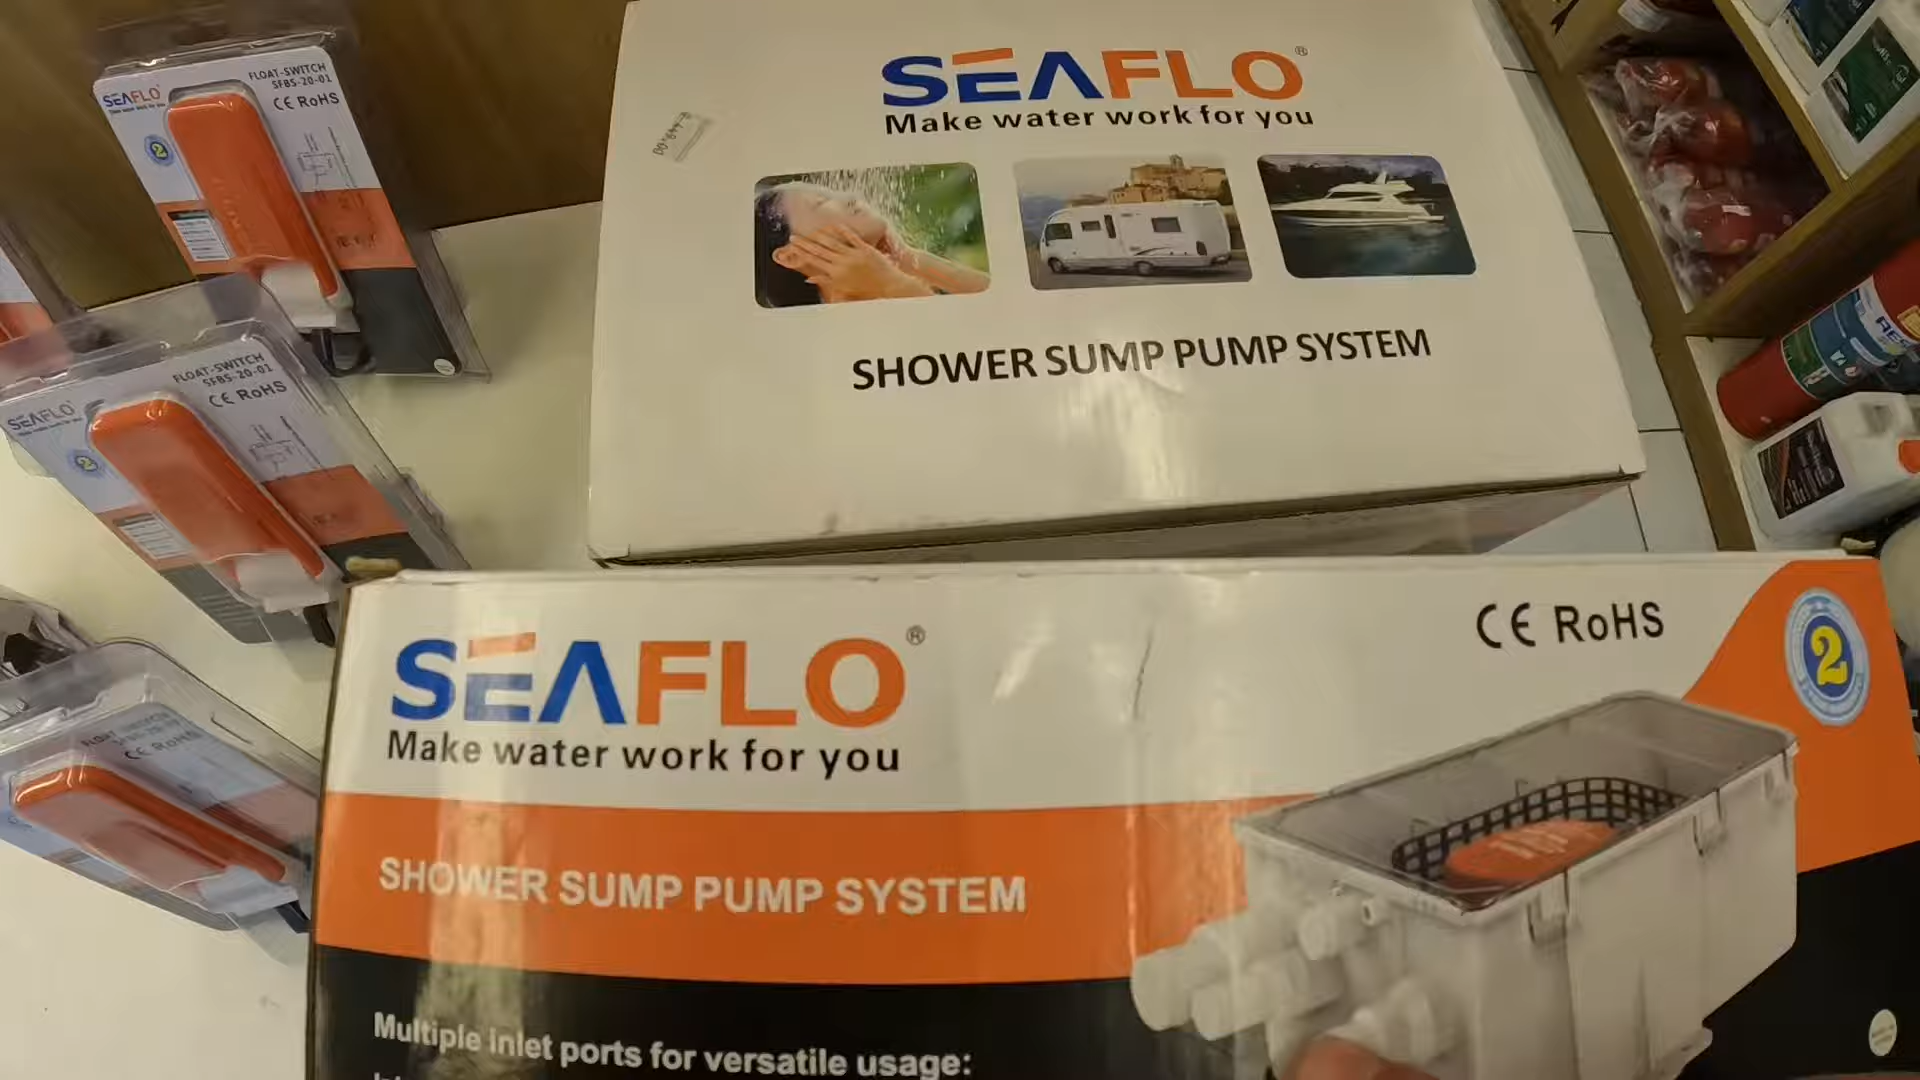 FLOAT-SWITCH
SFBS-20-01
SEAFLO
CE RoHS
2
SEAFLO®
Make water work for you
SHOWER SUMP PUMP SYSTEM
FLOAT-SWITCH
SFBS-20-01
SEAFLO
CE RoHS
2
SEAFLO®
Make water work for you
CE RoHS
2
SHOWER SUMP PUMP SYSTEM
Multiple inlet ports for versatile usage:
CE RoHS